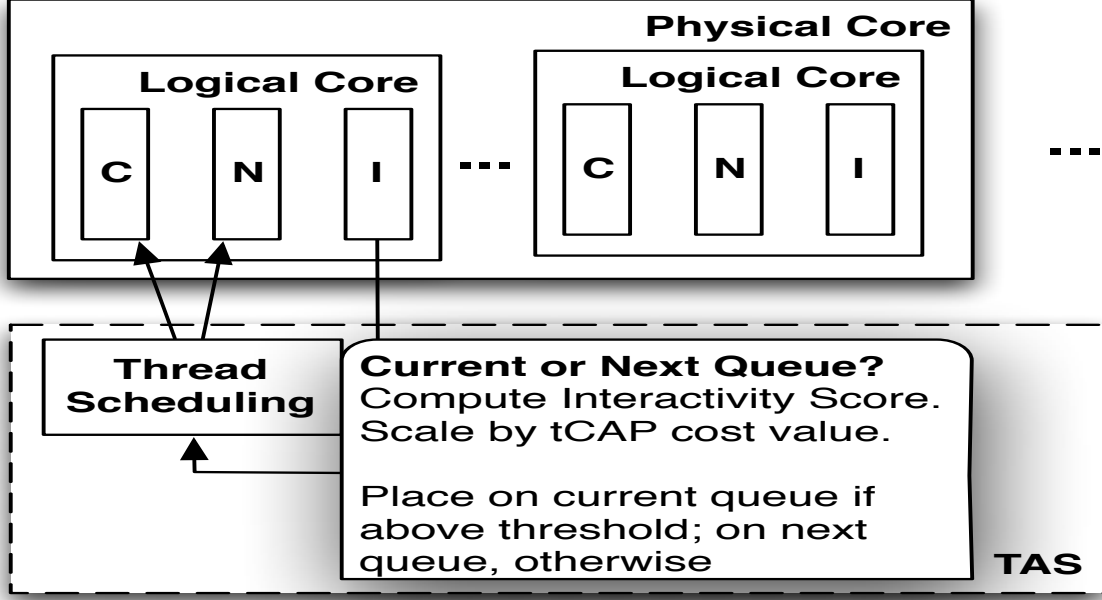 Physical Core
Logical Core
Logical Core
C
N
I
C
N
I
Thread
Scheduling
Current or Next Queue?
Compute Interactivity Score.
Scale by tCAP cost value.
Place on current queue if
above threshold; on next
queue, otherwise
TAS